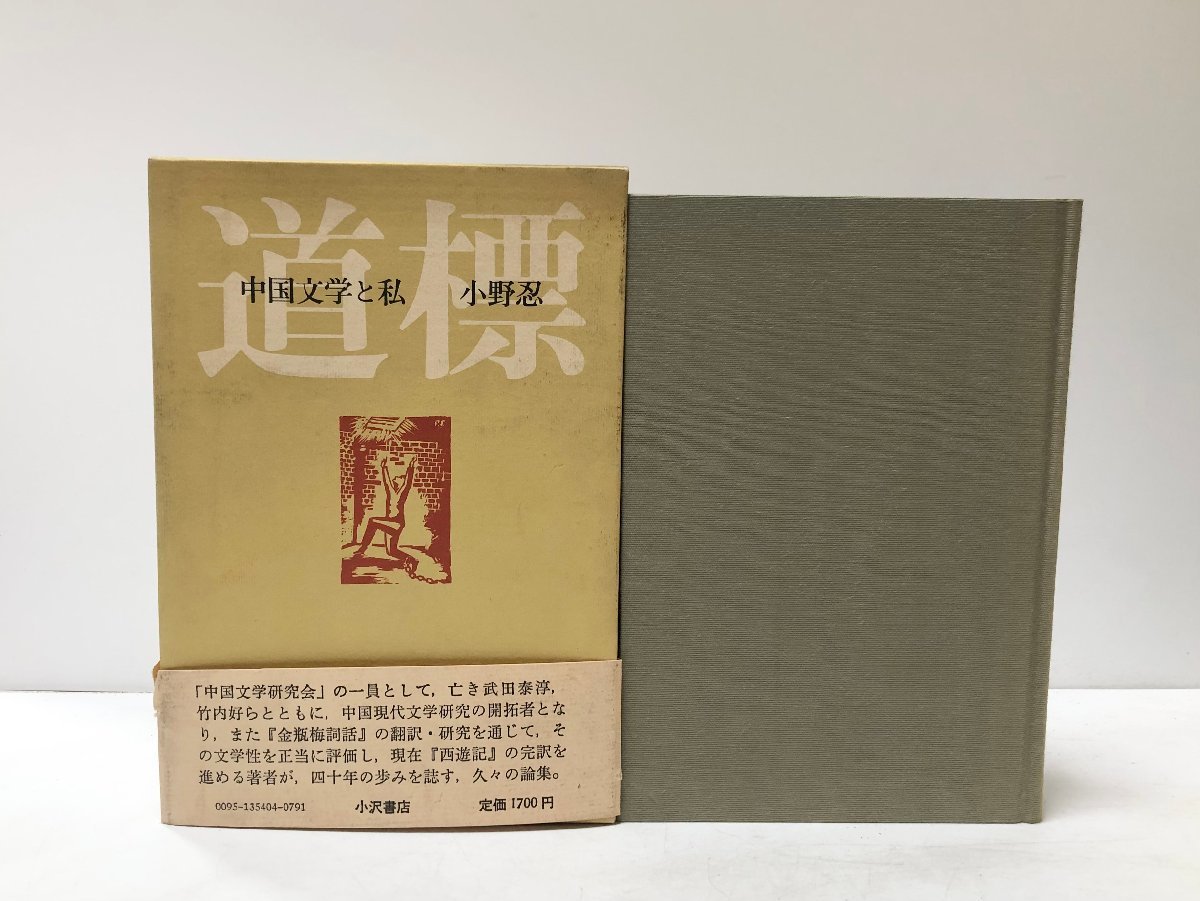 道標
中国文学と私 小野忍
P.E
「中国文学研究会」の一員として,亡き武田泰淳,
竹内好らとともに,中国現代文学研究の開拓者とな
り,また『金瓶梅詞話』の翻訳・研究を通じて,そ
の文学性を正当に評価し,現在『西遊記』の完訳を
進める著者が,四十年の歩みを誌す,久々の論集。
0095-135404-0791 小沢書店 定価1700円